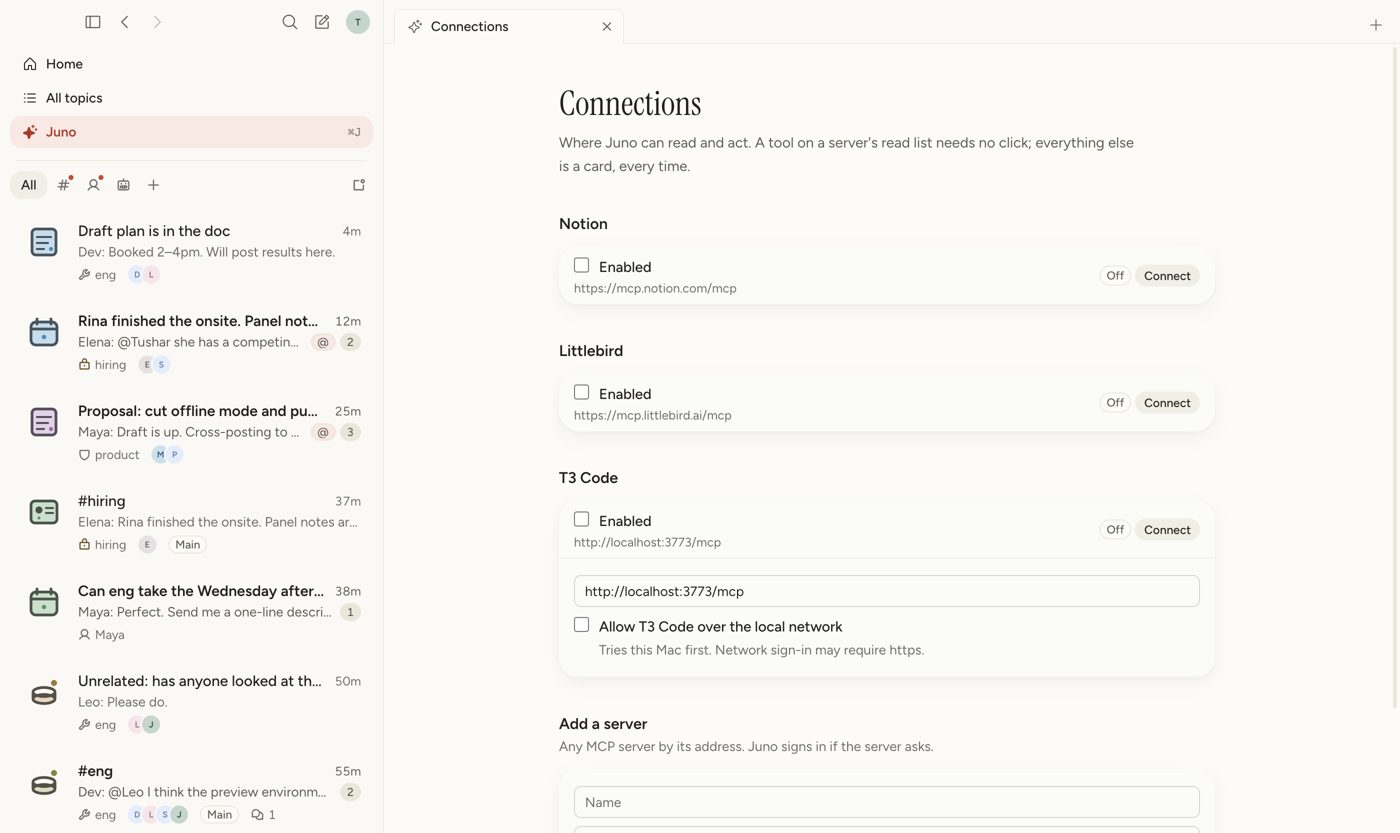 T
Home
All topics
Juno ⌘J
All
Draft plan is in the doc 4m
Dev: Booked 2–4pm. Will post results here.
eng D L
Rina finished the onsite. Panel not... 12m
Elena: @Tushar she has a competin... @ 2
hiring E S
Proposal: cut offline mode and pu... 25m
Maya: Draft is up. Cross-posting to ... @ 3
product M P
#hiring 37m
Elena: Rina finished the onsite. Panel notes ar...
hiring E Main
Can eng take the Wednesday after... 38m
Maya: Perfect. Send me a one-line descri... 1
Maya
Unrelated: has anyone looked at th... 50m
Leo: Please do.
eng L J
#eng 55m
Dev: @Leo I think the preview environm... 2
eng D L S J Main 1
Connections
Connections
Where Juno can read and act. A tool on a server's read list needs no click; everything else
is a card, every time.
Notion
Enabled
https://mcp.notion.com/mcp
Off Connect
Littlebird
Enabled
https://mcp.littlebird.ai/mcp
Off Connect
T3 Code
Enabled
http://localhost:3773/mcp
Off Connect
http://localhost:3773/mcp
Allow T3 Code over the local network
Tries this Mac first. Network sign-in may require https.
Add a server
Any MCP server by its address. Juno signs in if the server asks.
Name